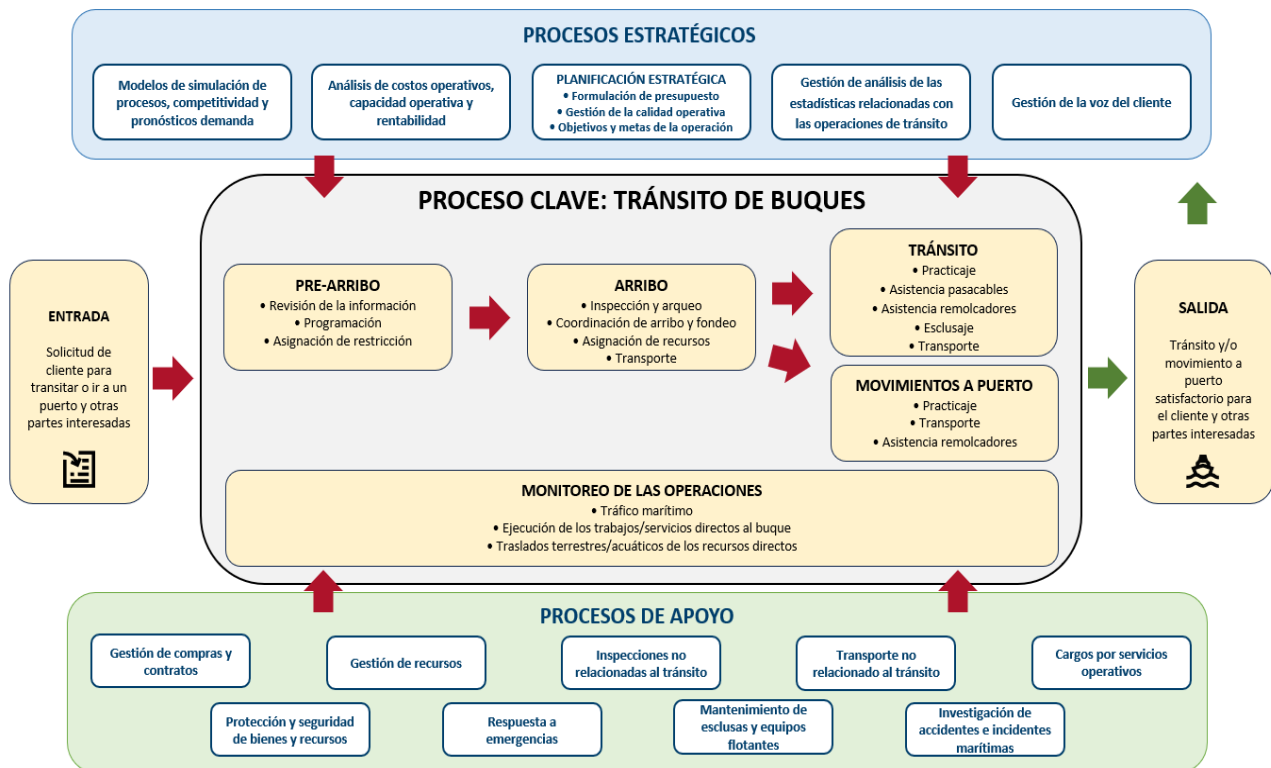 PROCESOS ESTRATÉGICOS
Modelos de simulación de
procesos, competitividad y
pronósticos demanda
Análisis de costos operativos,
capacidad operativa y
rentabilidad
PLANIFICACIÓN ESTRATÉGICA
• Formulación de presupuesto
• Gestión de la calidad operativa
• Objetivos y metas de la operación
Gestión de análisis de las
estadísticas relacionadas con
las operaciones de tránsito
Gestión de la voz del cliente
PROCESO CLAVE: TRÁNSITO DE BUQUES
ENTRADA
Solicitud de
cliente para
transitar o ir a un
puerto y otras
partes interesadas
PRE-ARRIBO
• Revisión de la información
• Programación
• Asignación de restricción
ARRIBO
• Inspección y arqueo
• Coordinación de arribo y fondeo
• Asignación de recursos
• Transporte
TRÁNSITO
• Practicaje
• Asistencia pasacables
• Asistencia remolcadores
• Esclusaje
• Transporte
MOVIMIENTOS A PUERTO
• Practicaje
• Transporte
• Asistencia remolcadores
MONITOREO DE LAS OPERACIONES
• Tráfico marítimo
• Ejecución de los trabajos/servicios directos al buque
• Traslados terrestres/acuáticos de los recursos directos
SALIDA
Tránsito y/o
movimiento a
puerto
satisfactorio para
el cliente y otras
partes interesadas
PROCESOS DE APOYO
Gestión de compras y
contratos
Gestión de recursos
Inspecciones no
relacionadas al tránsito
Transporte no
relacionado al tránsito
Cargos por servicios
operativos
Protección y seguridad
de bienes y recursos
Respuesta a
emergencias
Mantenimiento de
esclusas y equipos
flotantes
Investigación de
accidentes e incidentes
marítimas